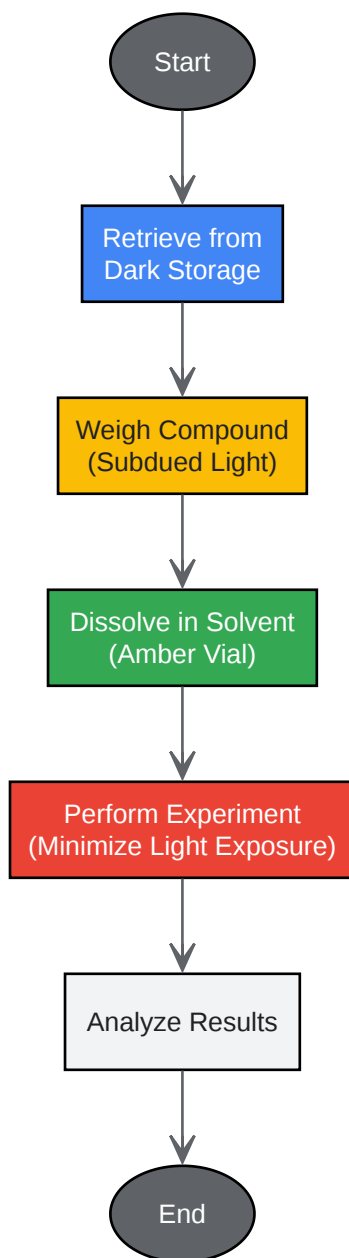 Start
Retrieve from
Dark Storage
Weigh Compound
(Subdued Light)
Dissolve in Solvent
(Amber Vial)
Perform Experiment
(Minimize Light Exposure)
Analyze Results
End